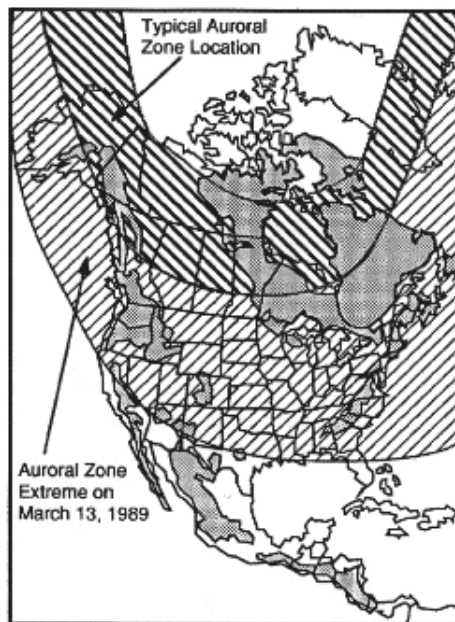 Typical Auroral
Zone Location
Auroral Zone
Extreme on
March 13, 1989